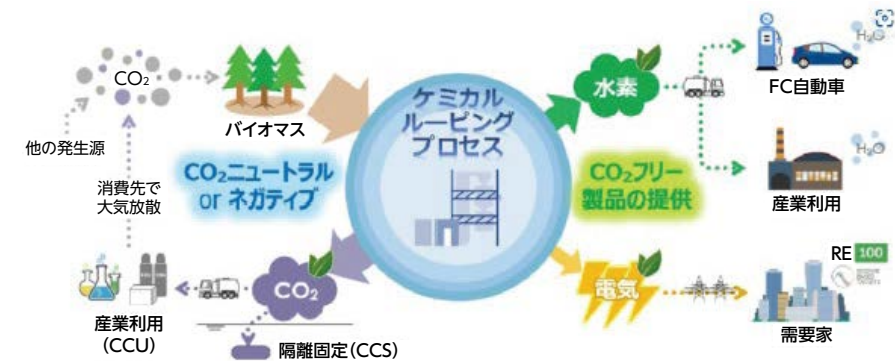 CO₂
他の発生源
消費先で
大気放散
バイオマス
CO₂ニュートラル
or ネガティブ
ケミカル
ルーピング
プロセス
CO₂フリー
製品の提供
水素
H₂O
FC自動車
H₂O
産業利用
電気
RE 100
需要家
CO₂
産業利用
(CCU)
隔離固定(CCS)